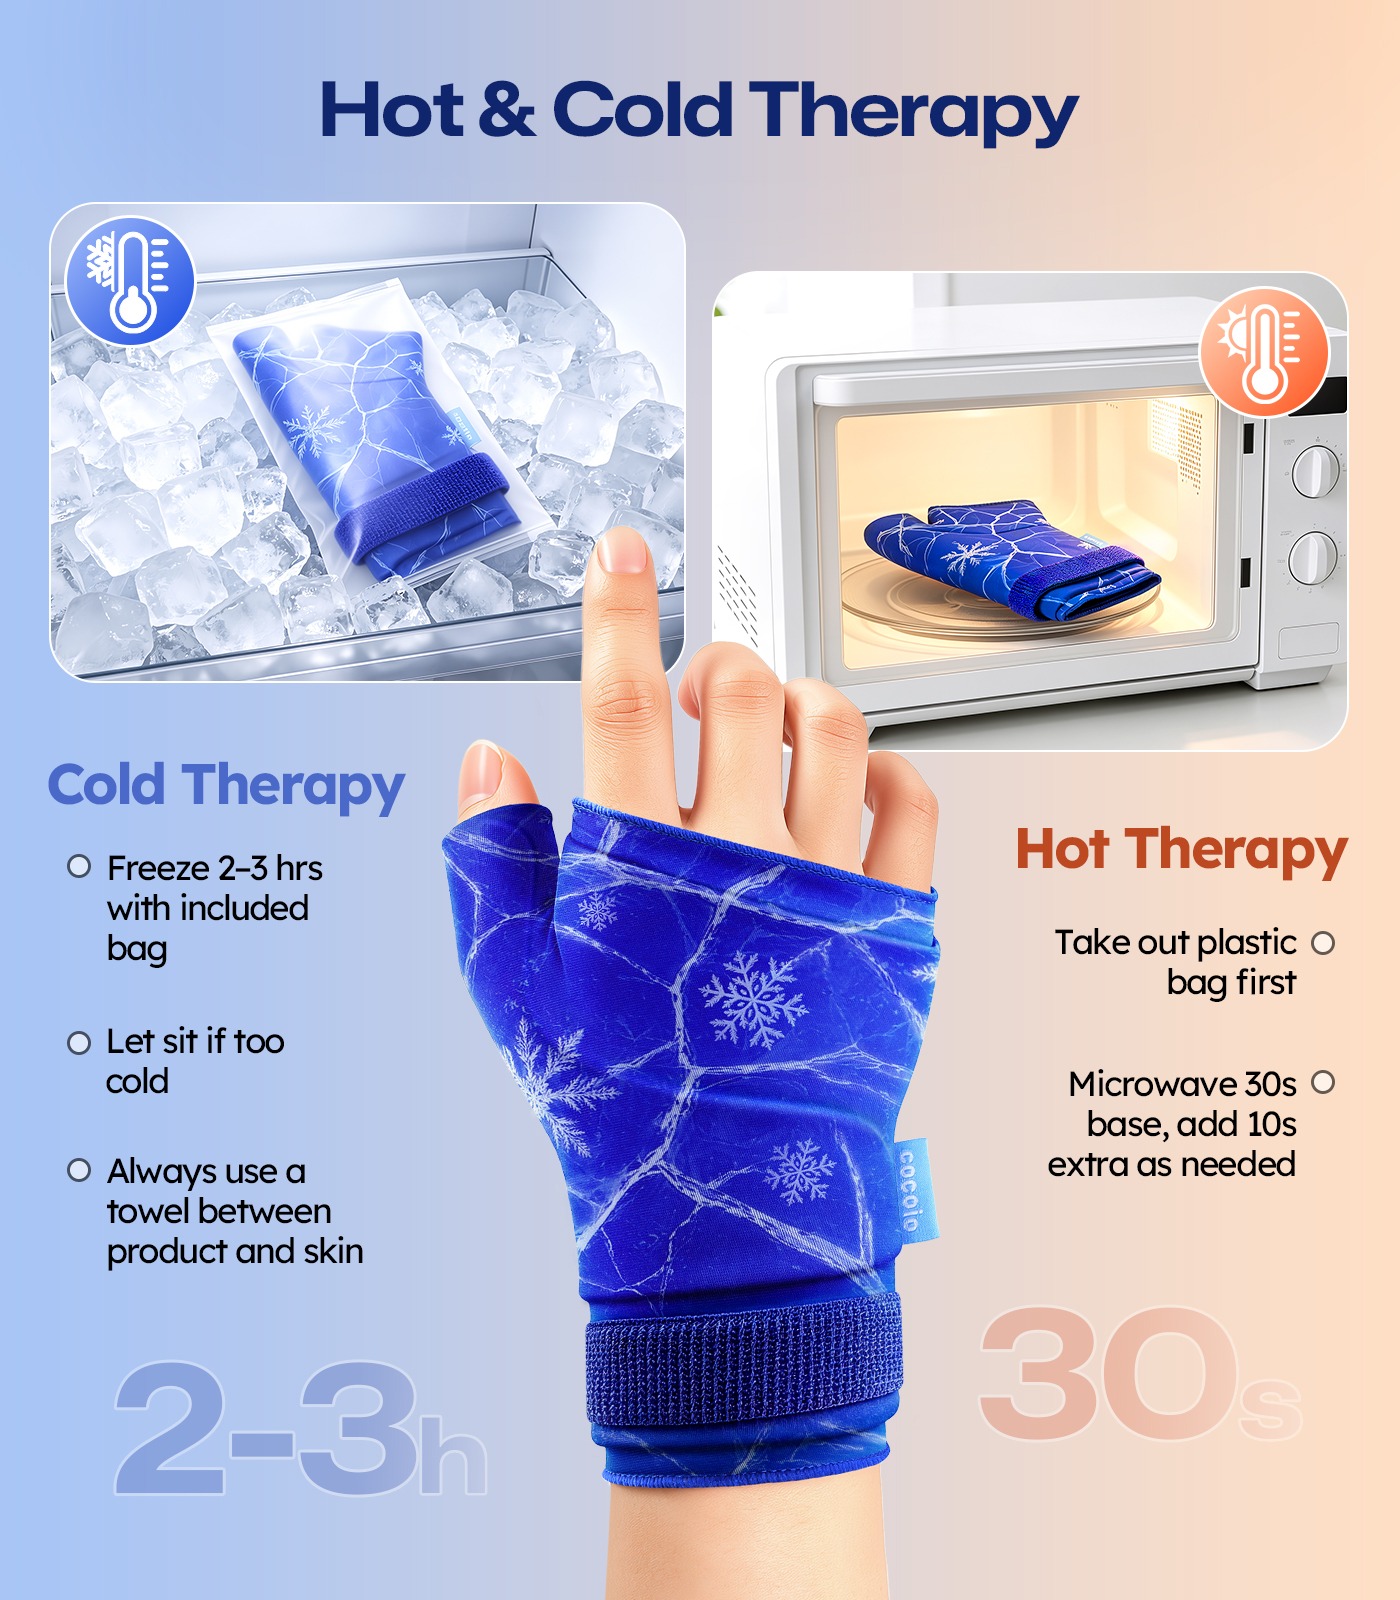 Hot & Cold Therapy
Cold Therapy
Freeze 2–3 hrs
with included
bag
Let sit if too
cold
Always use a
towel between
product and skin
2-3h
Hot Therapy
Take out plastic
bag first
Microwave 30s
base, add 10s
extra as needed
30s
cocolo